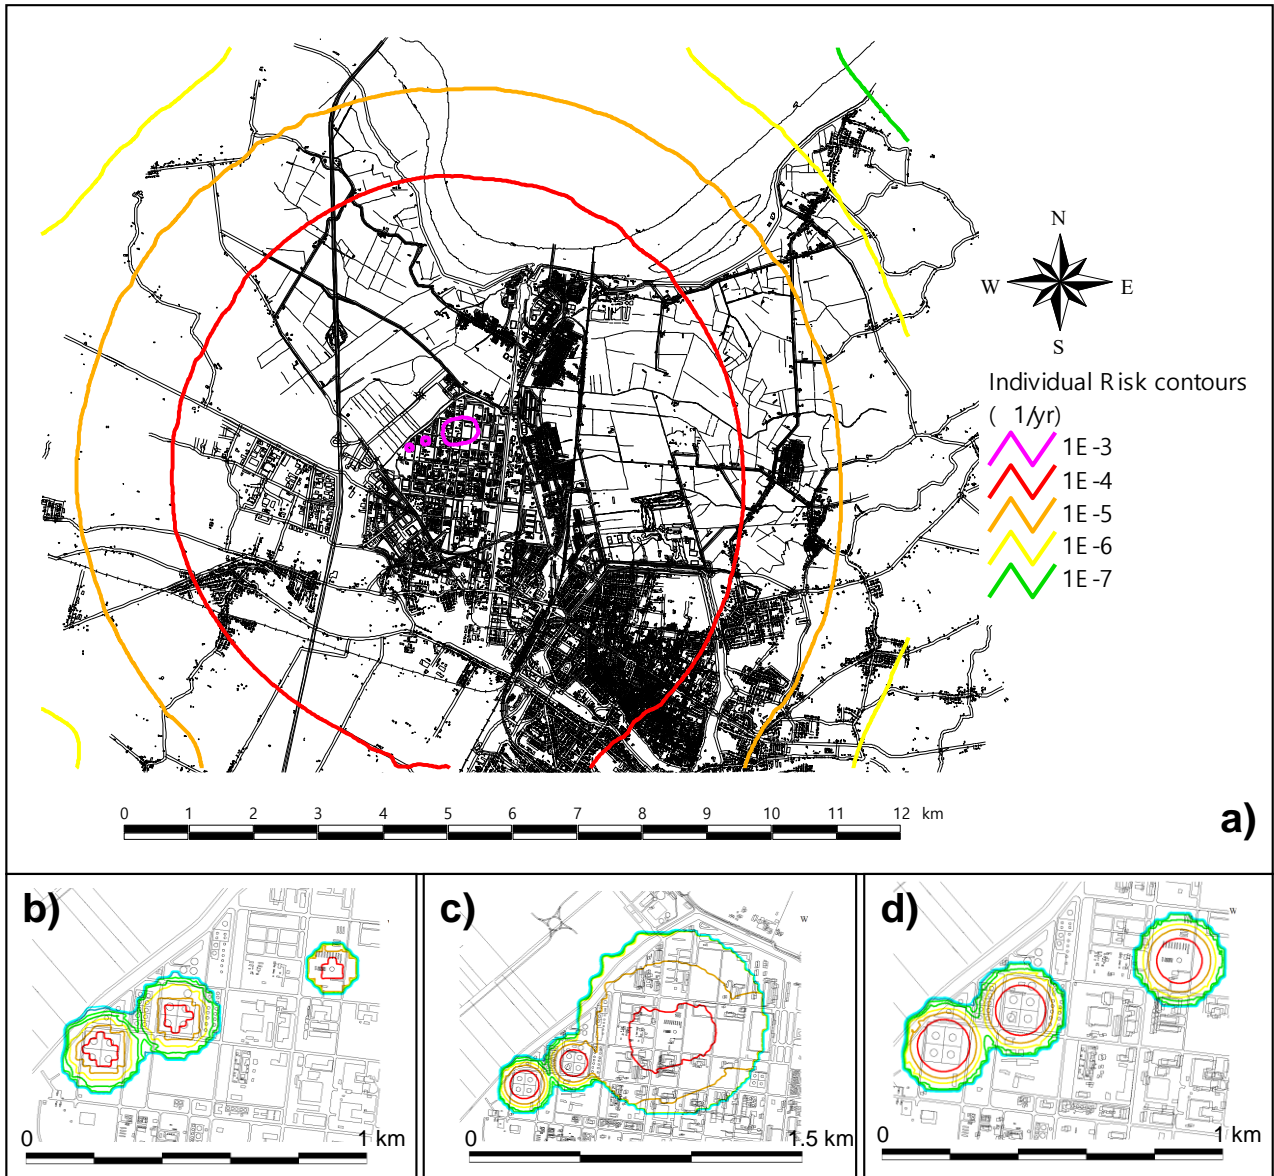 N
W E
S
Individual Risk contours
( 1/yr)
1E-3
1E-4
1E-5
1E-6
1E-7
0 1 2 3 4 5 6 7 8 9 10 11 12 km
a)
b)
0 1 km
c)
W
0 1.5 km
d)
W
0 1 km